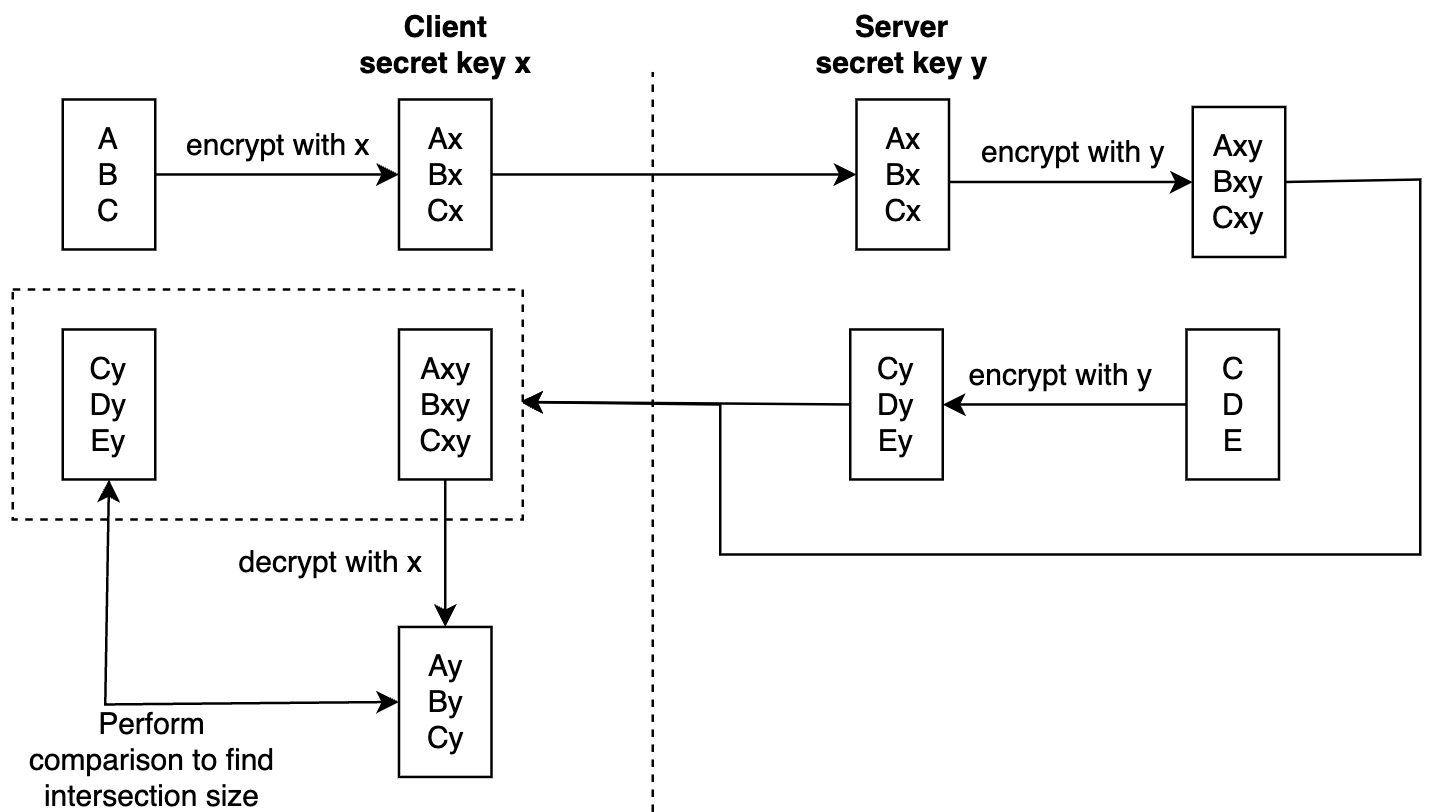 Client
secret key x
Server
secret key y
A
B
C
encrypt with x
Ax
Bx
Cx
Ax
Bx
Cx
encrypt with y
Axy
Bxy
Cxy
Cy
Dy
Ey
Axy
Bxy
Cxy
Cy
Dy
Ey
encrypt with y
C
D
E
decrypt with x
Ay
By
Cy
Perform
comparison to find
intersection size